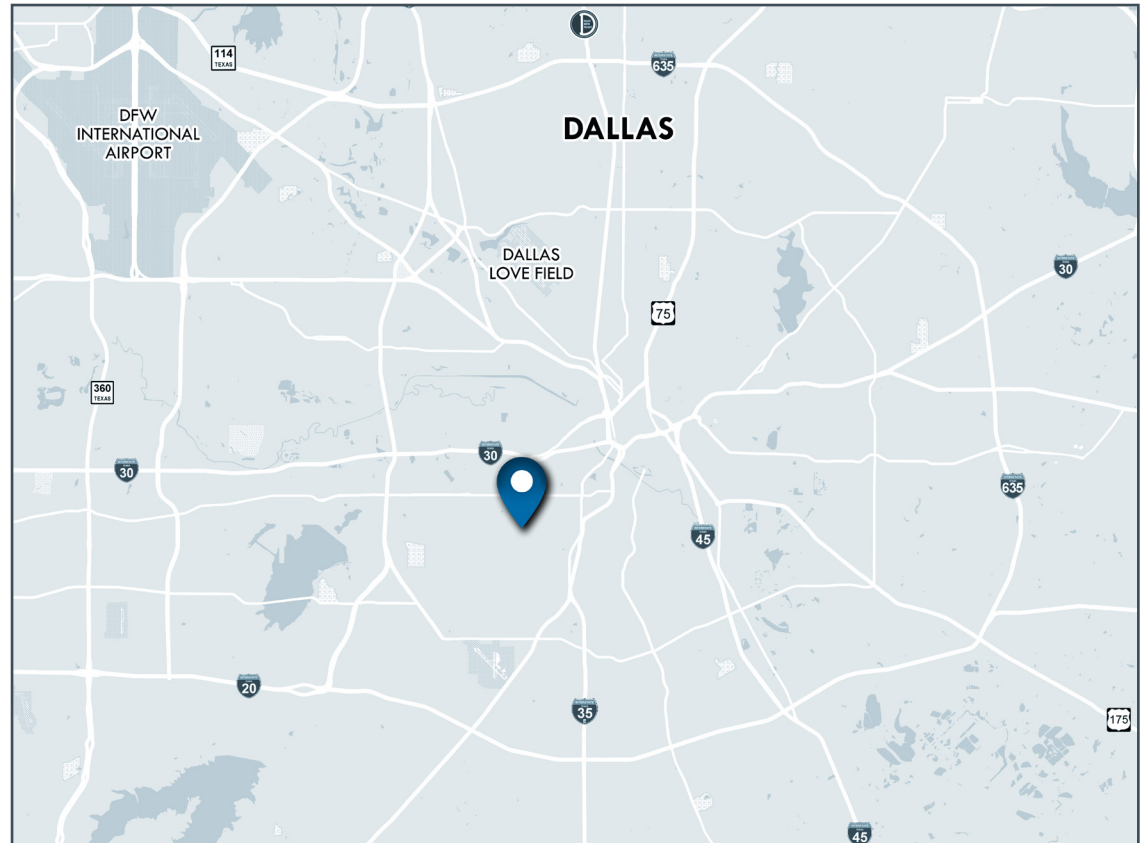 114
TEXAS
635
DFW
INTERNATIONAL
AIRPORT
DALLAS
DALLAS
LOVE FIELD
30
75
360
TEXAS
30
30
635
45
20
35
E
175
45